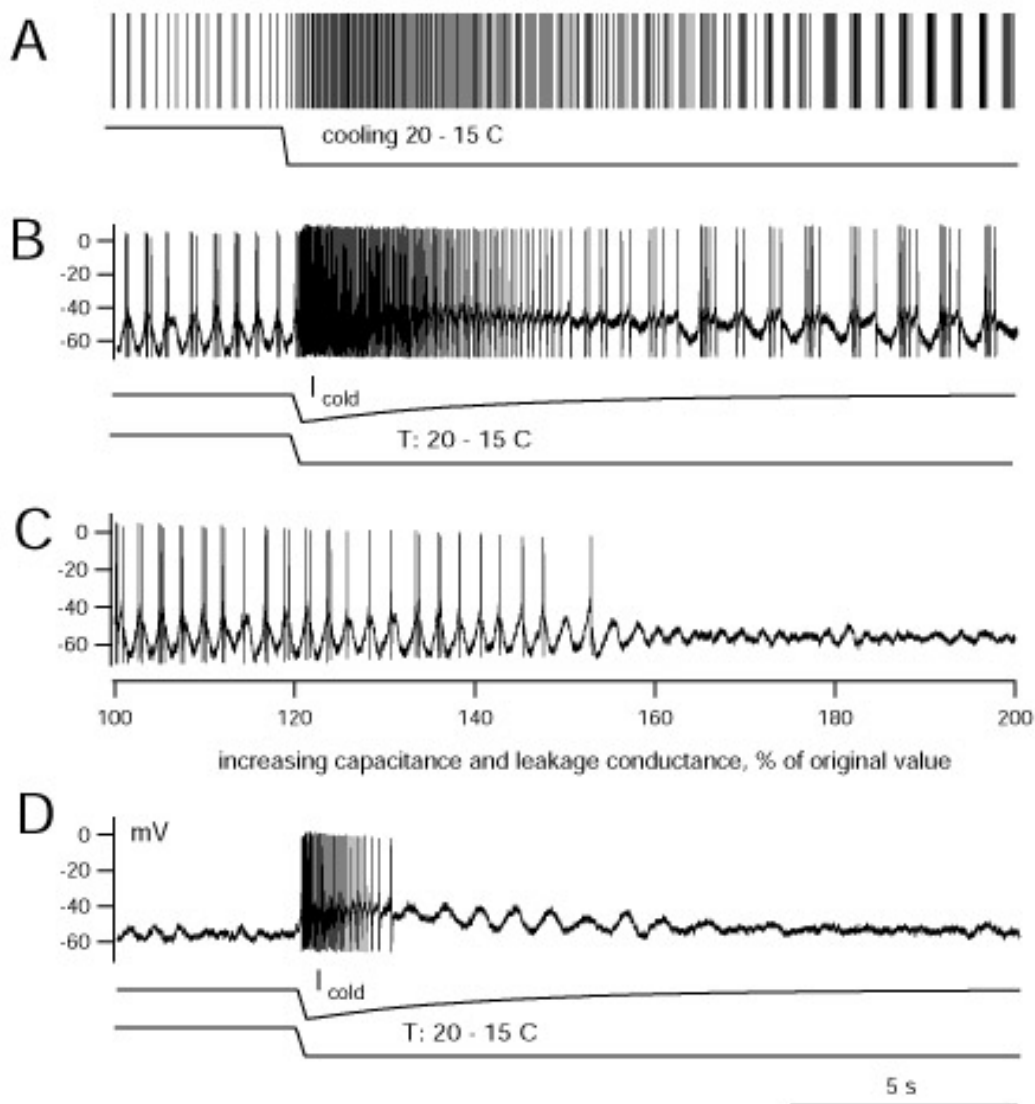 A
cooling 20 - 15 C
B
0
-20
-40
-60
I cold
T: 20 - 15 C
C
0
-20
-40
-60
100 120 140 160 180 200
increasing capacitance and leakage conductance, % of original value
D
mV
0
-20
-40
-60
I cold
T: 20 - 15 C
5 s